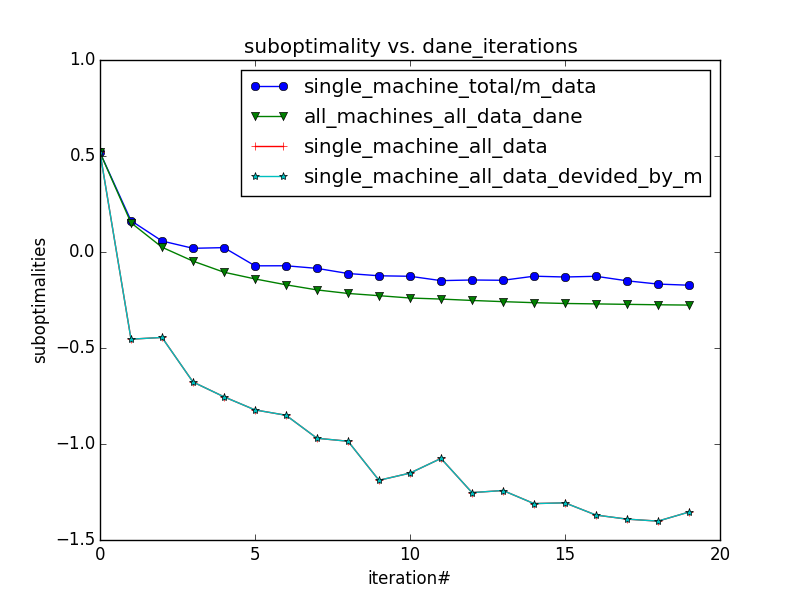 suboptimality vs. dane_iterations
single_machine_total/m_data
all_machines_all_data_dane
single_machine_all_data
single_machine_all_data_devided_by_m
1.0
0.5
0.0
−0.5
−1.0
−1.5
suboptimalities
0 5 10 15 20
iteration#